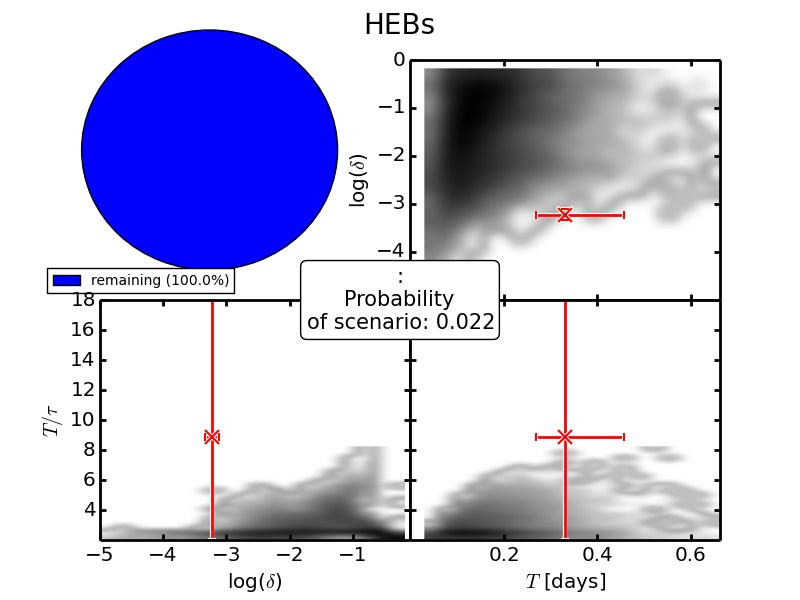 HEBs
0
−1
−2
−3
−4
log(δ)
remaining (100.0%)
:
Probability
of scenario: 0.022
18
16
14
12
10
8
6
4
T/τ
−5 −4 −3 −2 −1
log(δ)
0.2 0.4 0.6
T [days]